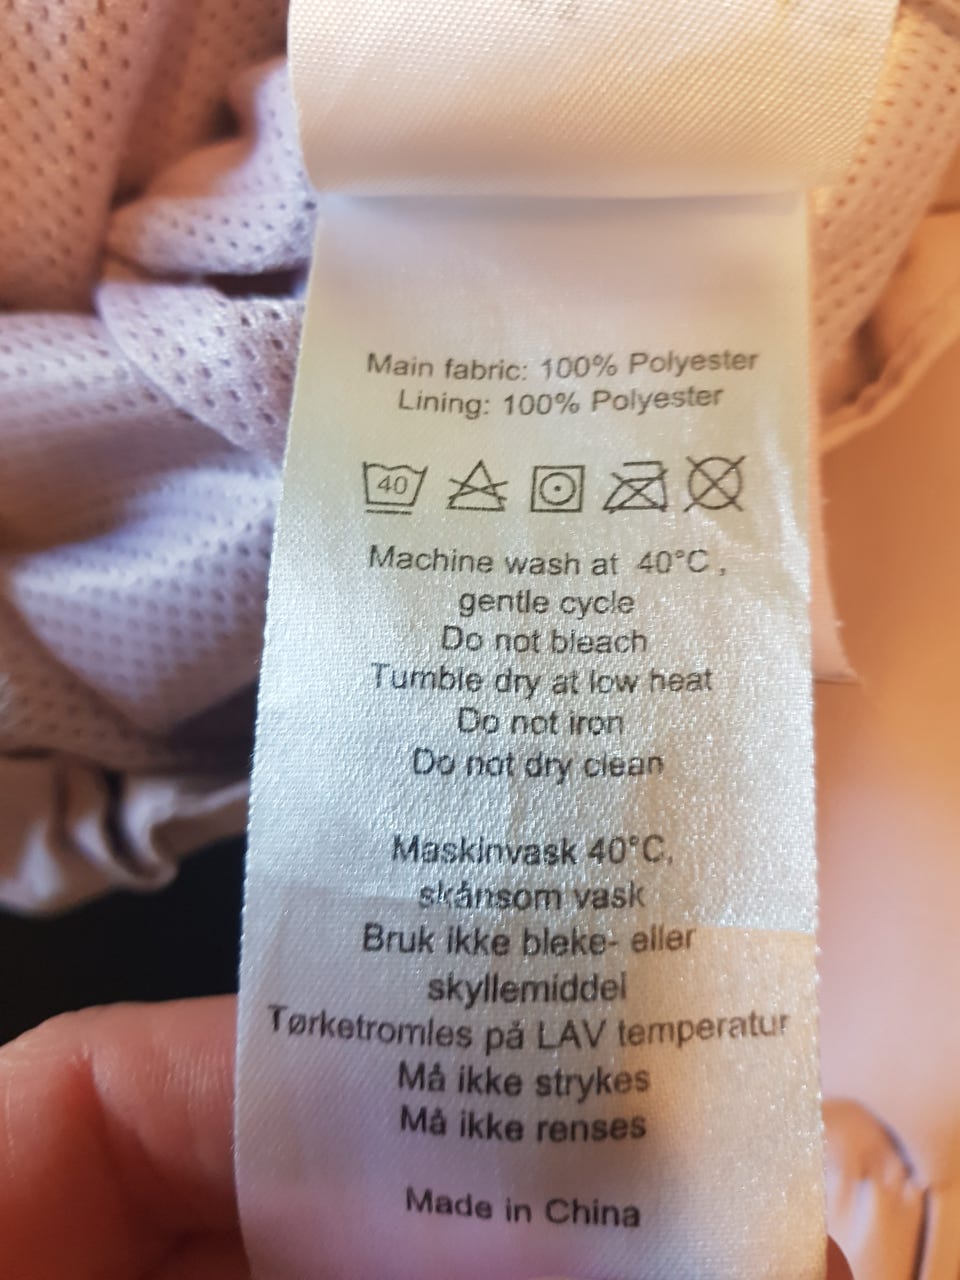 Main fabric: 100% Polyester
Lining: 100% Polyester
40
Machine wash at 40°C,
gentle cycle
Do not bleach
Tumble dry at low heat
Do not iron
Do not dry clean
Maskinvask 40°C,
skånsom vask
Bruk ikke bleke- eller
skyllemiddel
Tørketromles på LAV temperatur
Må ikke strykes
Må ikke renses
Made in China